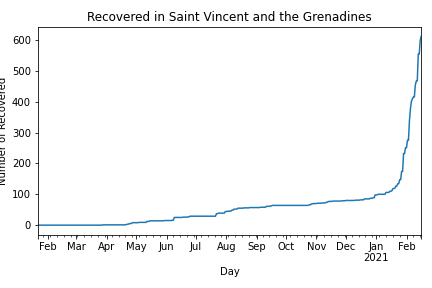 Recovered in Saint Vincent and the Grenadines
600
500
400
300
200
100
0
Number of Recovered
Feb Mar Apr May Jun Jul Aug Sep Oct Nov Dec Jan Feb
2021
Day